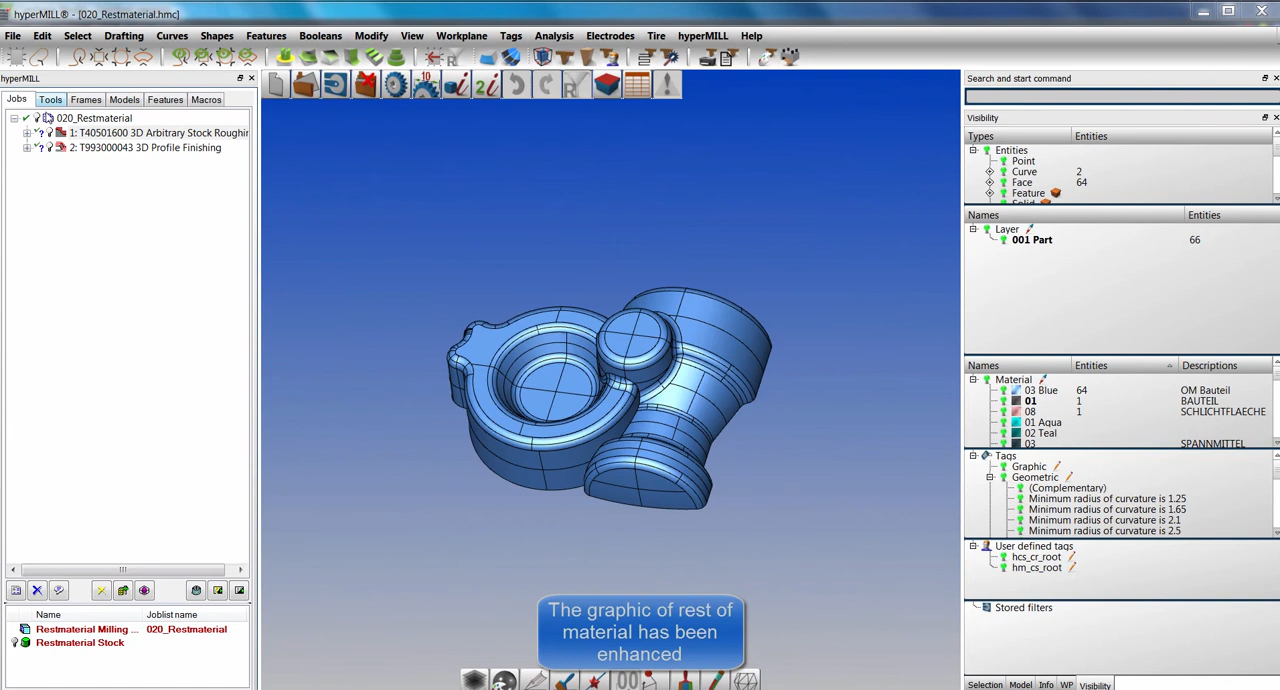 hyperMILL® - [020_Restmaterial.hmc]
File Edit Select Drafting Curves Shapes Features Booleans Modify View Workplane Tags Analysis Electrodes Tire hyperMILL Help
hyperMILL
Jobs Tools Frames Models Features Macros
020_Restmaterial
1: T40501600 3D Arbitrary Stock Roughin
2: T993000043 3D Profile Finishing
Name Joblist name
Restmaterial Milling ... 020_Restmaterial
Restmaterial Stock
10
The graphic of rest of
material has been
enhanced
Search and start command
Visibility
Types Entities
Entities
Point
Curve 2
Face 64
Feature
Solid
Names Entities
Layer
001 Part 66
Names Entities Descriptions
Material
03 Blue 64 OM Bauteil
01 1 BAUTEIL
08 1 SCHLICHTFLAECHE
01 Aqua
02 Teal
03 SPANNMITTEL
Tags
Graphic
Geometric
(Complementary)
Minimum radius of curvature is 1.25
Minimum radius of curvature is 1.65
Minimum radius of curvature is 2.1
Minimum radius of curvature is 2.5
User defined tags
hcs_cr_root
hm_cs_root
Stored filters
Selection Model Info WP Visibility